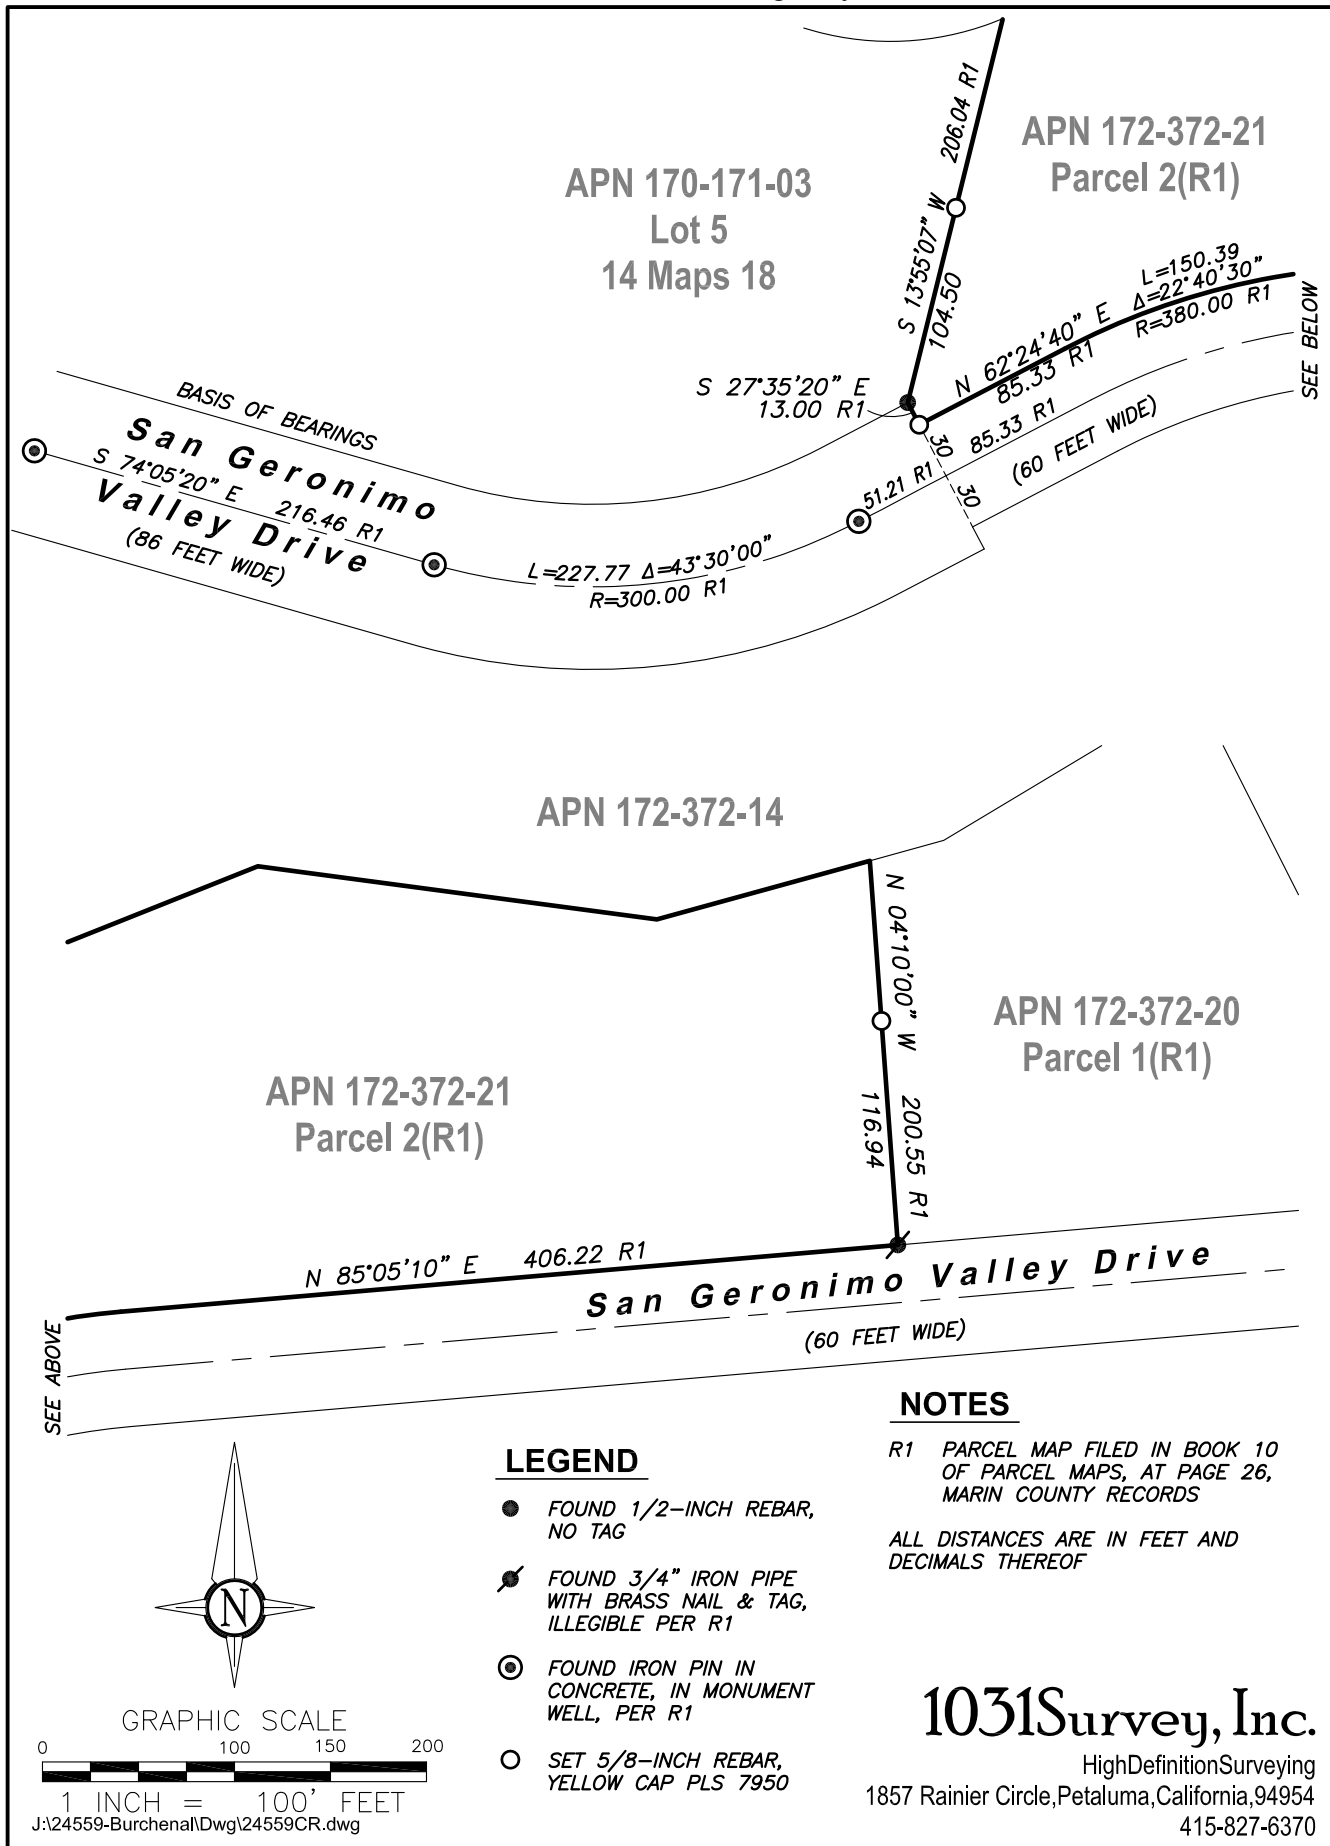 206.04 R1
APN 172-372-21
Parcel 2(R1)
APN 170-171-03
Lot 5
14 Maps 18
S 13°55'07" W
104.50
L=150.39
Δ=22°40'30"
R=380.00 R1
N 62°24'40" E
85.33 R1
SEE BELOW
S 27°35'20" E
13.00 R1
BASIS OF BEARINGS
San Geronimo
S 74°05'20" E 216.46 R1
Valley Drive
(86 FEET WIDE)
30
85.33 R1
(60 FEET WIDE)
51.21 R1
30
L=227.77 Δ=43°30'00"
R=300.00 R1
APN 172-372-14
N 04°10'00" W 200.55 R1
116.94
APN 172-372-20
Parcel 1(R1)
APN 172-372-21
Parcel 2(R1)
N 85°05'10" E 406.22 R1
San Geronimo Valley Drive
(60 FEET WIDE)
SEE ABOVE
NOTES
R1 PARCEL MAP FILED IN BOOK 10
OF PARCEL MAPS, AT PAGE 26,
MARIN COUNTY RECORDS
ALL DISTANCES ARE IN FEET AND
DECIMALS THEREOF
LEGEND
FOUND 1/2-INCH REBAR,
NO TAG
FOUND 3/4" IRON PIPE
WITH BRASS NAIL & TAG,
ILLEGIBLE PER R1
FOUND IRON PIN IN
CONCRETE, IN MONUMENT
WELL, PER R1
SET 5/8-INCH REBAR,
YELLOW CAP PLS 7950
N
GRAPHIC SCALE
0 100 150 200
1 INCH = 100' FEET
J:\24559-Burchenal\Dwg\24559CR.dwg
1031Survey, Inc.
HighDefinitionSurveying
1857 Rainier Circle,Petaluma,California,94954
415-827-6370